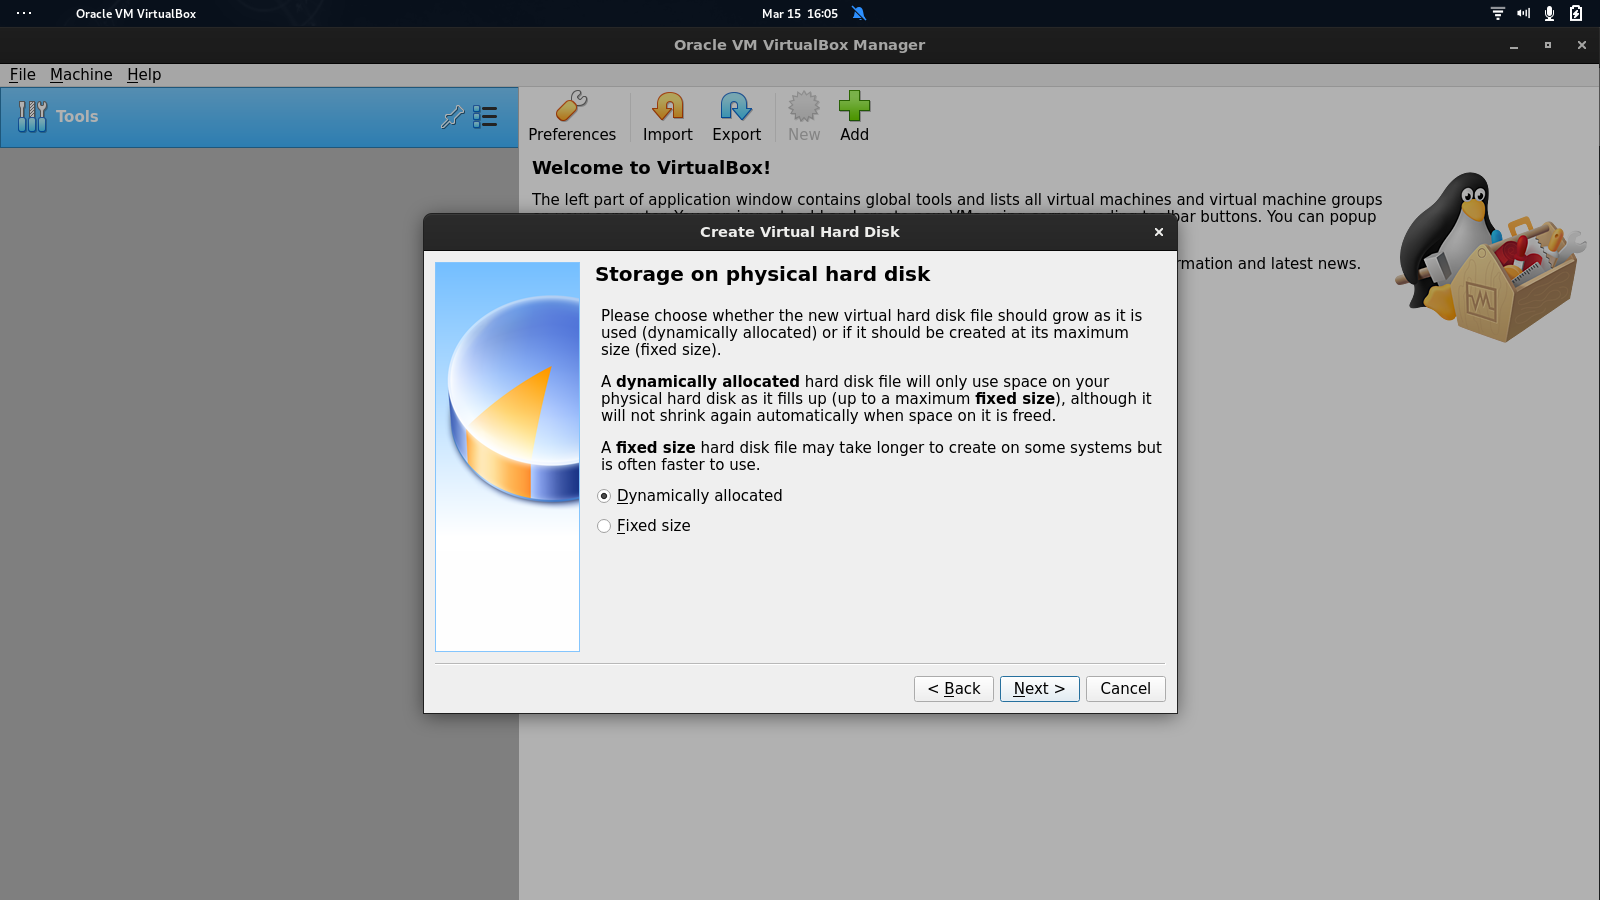 Oracle VM VirtualBox
Mar 15 16:05
Oracle VM VirtualBox Manager
File Machine Help
Tools
Preferences Import Export New Add
Welcome to VirtualBox!
The left part of application window contains global tools and lists all virtual machines and virtual machine groups
bar buttons. You can popup
rmation and latest news.
Create Virtual Hard Disk
Storage on physical hard disk
Please choose whether the new virtual hard disk file should grow as it is
used (dynamically allocated) or if it should be created at its maximum
size (fixed size).
A dynamically allocated hard disk file will only use space on your
physical hard disk as it fills up (up to a maximum fixed size), although it
will not shrink again automatically when space on it is freed.
A fixed size hard disk file may take longer to create on some systems but
is often faster to use.
Dynamically allocated
Fixed size
< Back
Next >
Cancel